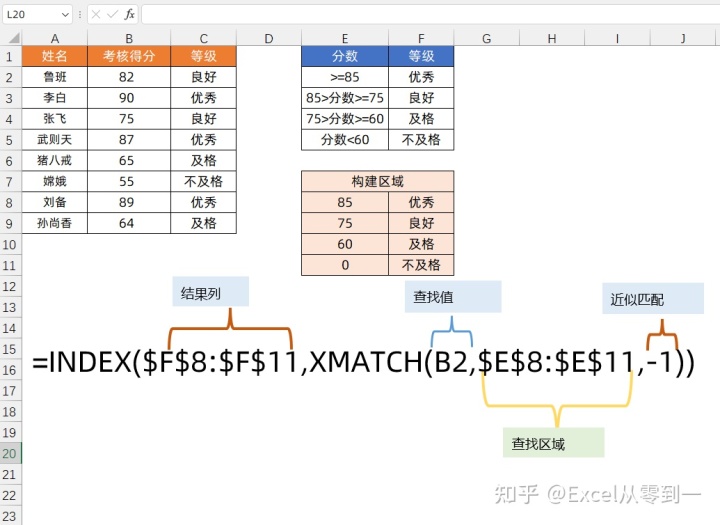 L20
fx
A B C D E F G H I J
1 姓名 考核得分 等级 分数 等级
2 鲁班 82 良好 >=85 优秀
3 李白 90 优秀 85>分数>=75 良好
4 张飞 75 良好 75>分数>=60 及格
5 武则天 87 优秀 分数<60 不及格
6 猪八戒 65 及格
7 嫦娥 55 不及格 构建区域
8 刘备 89 优秀 85 优秀
9 孙尚香 64 及格 75 良好
10 60 及格
11 0 不及格
12
13 结果列 查找值 近似匹配
14
15
16 =INDEX($F$8:$F$11,XMATCH(B2,$E$8:$E$11,-1))
17
18
19
20 查找区域
21
22
23
知乎 @Excel从零到一